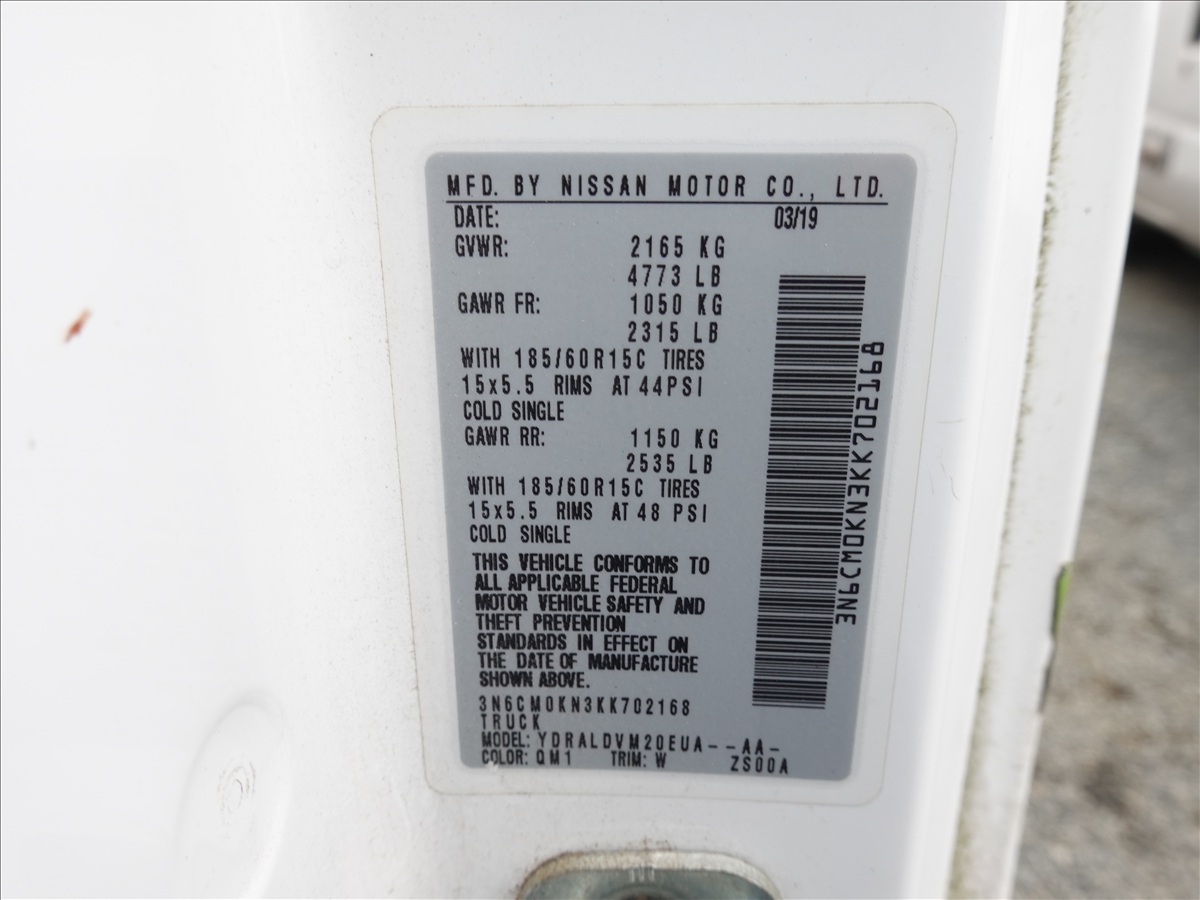 MFD. BY NISSAN MOTOR CO., LTD.
DATE: 03/19
GVWR: 2165 KG
4773 LB
GAWR FR: 1050 KG
2315 LB
WITH 185/60R15C TIRES
15x5.5 RIMS AT 44PSI
COLD SINGLE
GAWR RR: 1150 KG
2535 LB
WITH 185/60R15C TIRES
15x5.5 RIMS AT 48 PSI
COLD SINGLE
THIS VEHICLE CONFORMS TO
ALL APPLICABLE FEDERAL
MOTOR VEHICLE SAFETY AND
THEFT PREVENTION
STANDARDS IN EFFECT ON
THE DATE OF MANUFACTURE
SHOWN ABOVE.
3N6CM0KN3KK702168
TRUCK
MODEL: YDRALDVM20EUA--AA-
COLOR: QM1 TRIM: W ZS00A
3N6CM0KN3KK702168